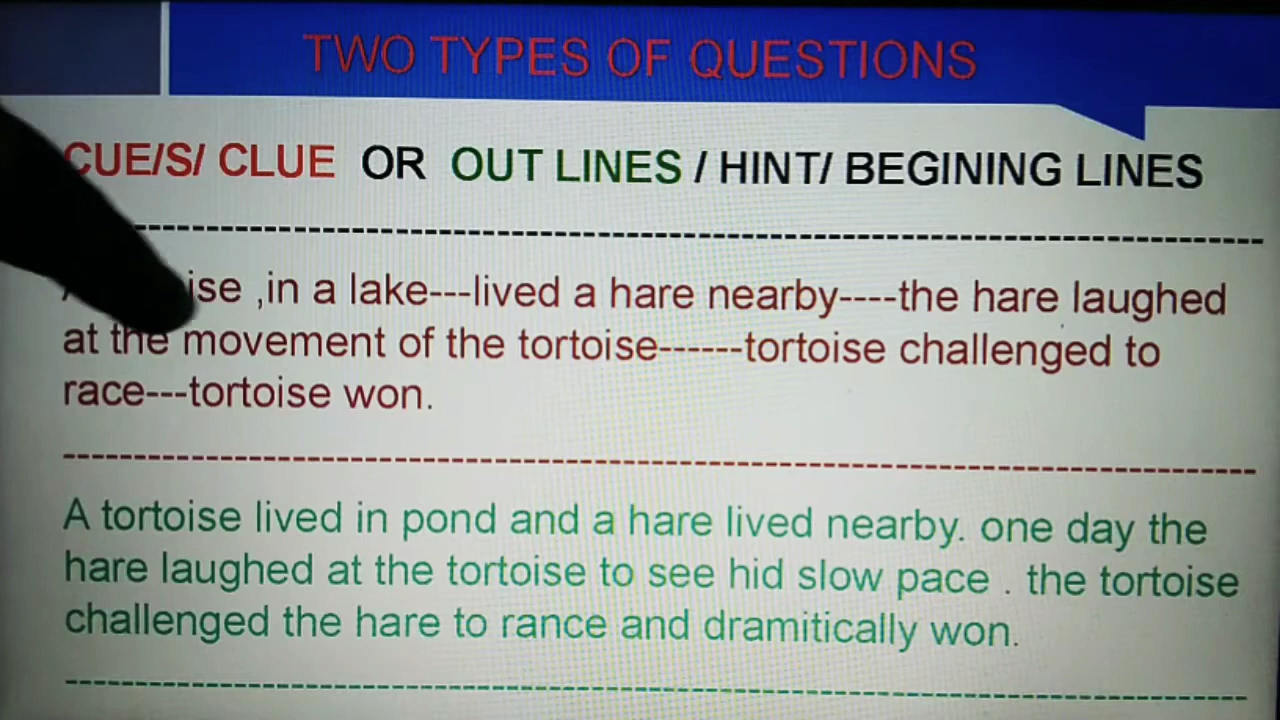 TWO TYPES OF QUESTIONS
CUE/S/ CLUE OR OUT LINES / HINT/ BEGINING LINES
,in a lake---lived a hare nearby----the hare laughed
at the movement of the tortoise------tortoise challenged to
race---tortoise won.
A tortoise lived in pond and a hare lived nearby. one day the
hare laughed at the tortoise to see hid slow pace . the tortoise
challenged the hare to rance and dramitically won.